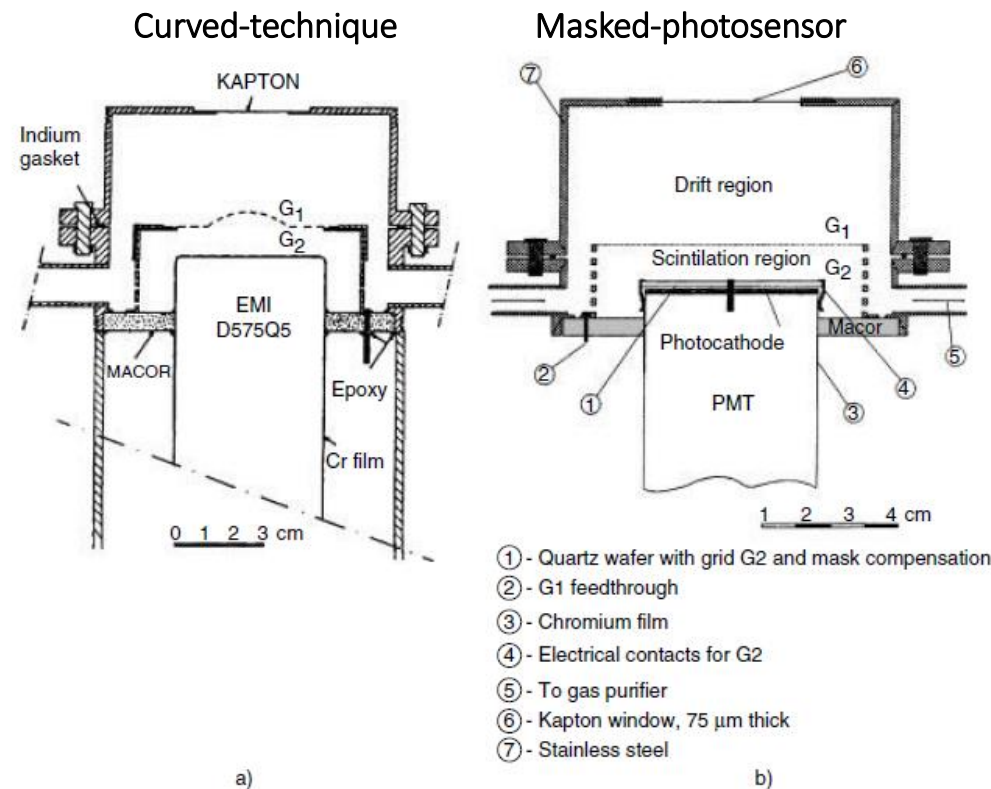 Curved-technique
Masked-photosensor
KAPTON
Indium
gasket
G1
G2
EMI
D575Q5
MACOR
Epoxy
Cr film
0 1 2 3 cm
a)
7
6
Drift region
G1
Scintilation region
G2
Macor
Photocathode
2
1
PMT
3
4
5
1 2 3 4 cm
1 - Quartz wafer with grid G2 and mask compensation
2 - G1 feedthrough
3 - Chromium film
4 - Electrical contacts for G2
5 - To gas purifier
6 - Kapton window, 75 μm thick
7 - Stainless steel
b)